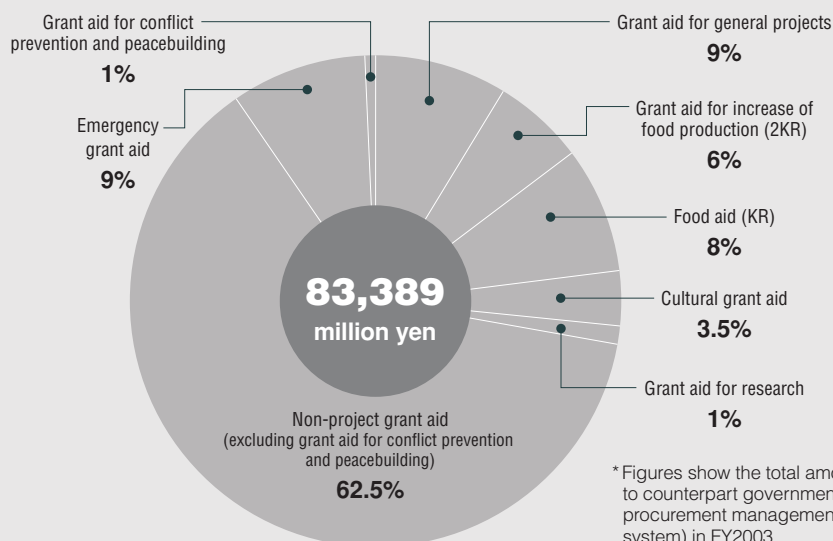 Grant aid for conflict
prevention and peacebuilding
1%
Emergency
grant aid
9%
Grant aid for general projects
9%
Grant aid for increase of
food production (2KR)
6%
Food aid (KR)
8%
Cultural grant aid
3.5%
Grant aid for research
1%
83,389
million yen
Non-project grant aid
(excluding grant aid for conflict prevention
and peacebuilding)
62.5%
* Figures show the total
to counterpart
procurement
system) in FY2003